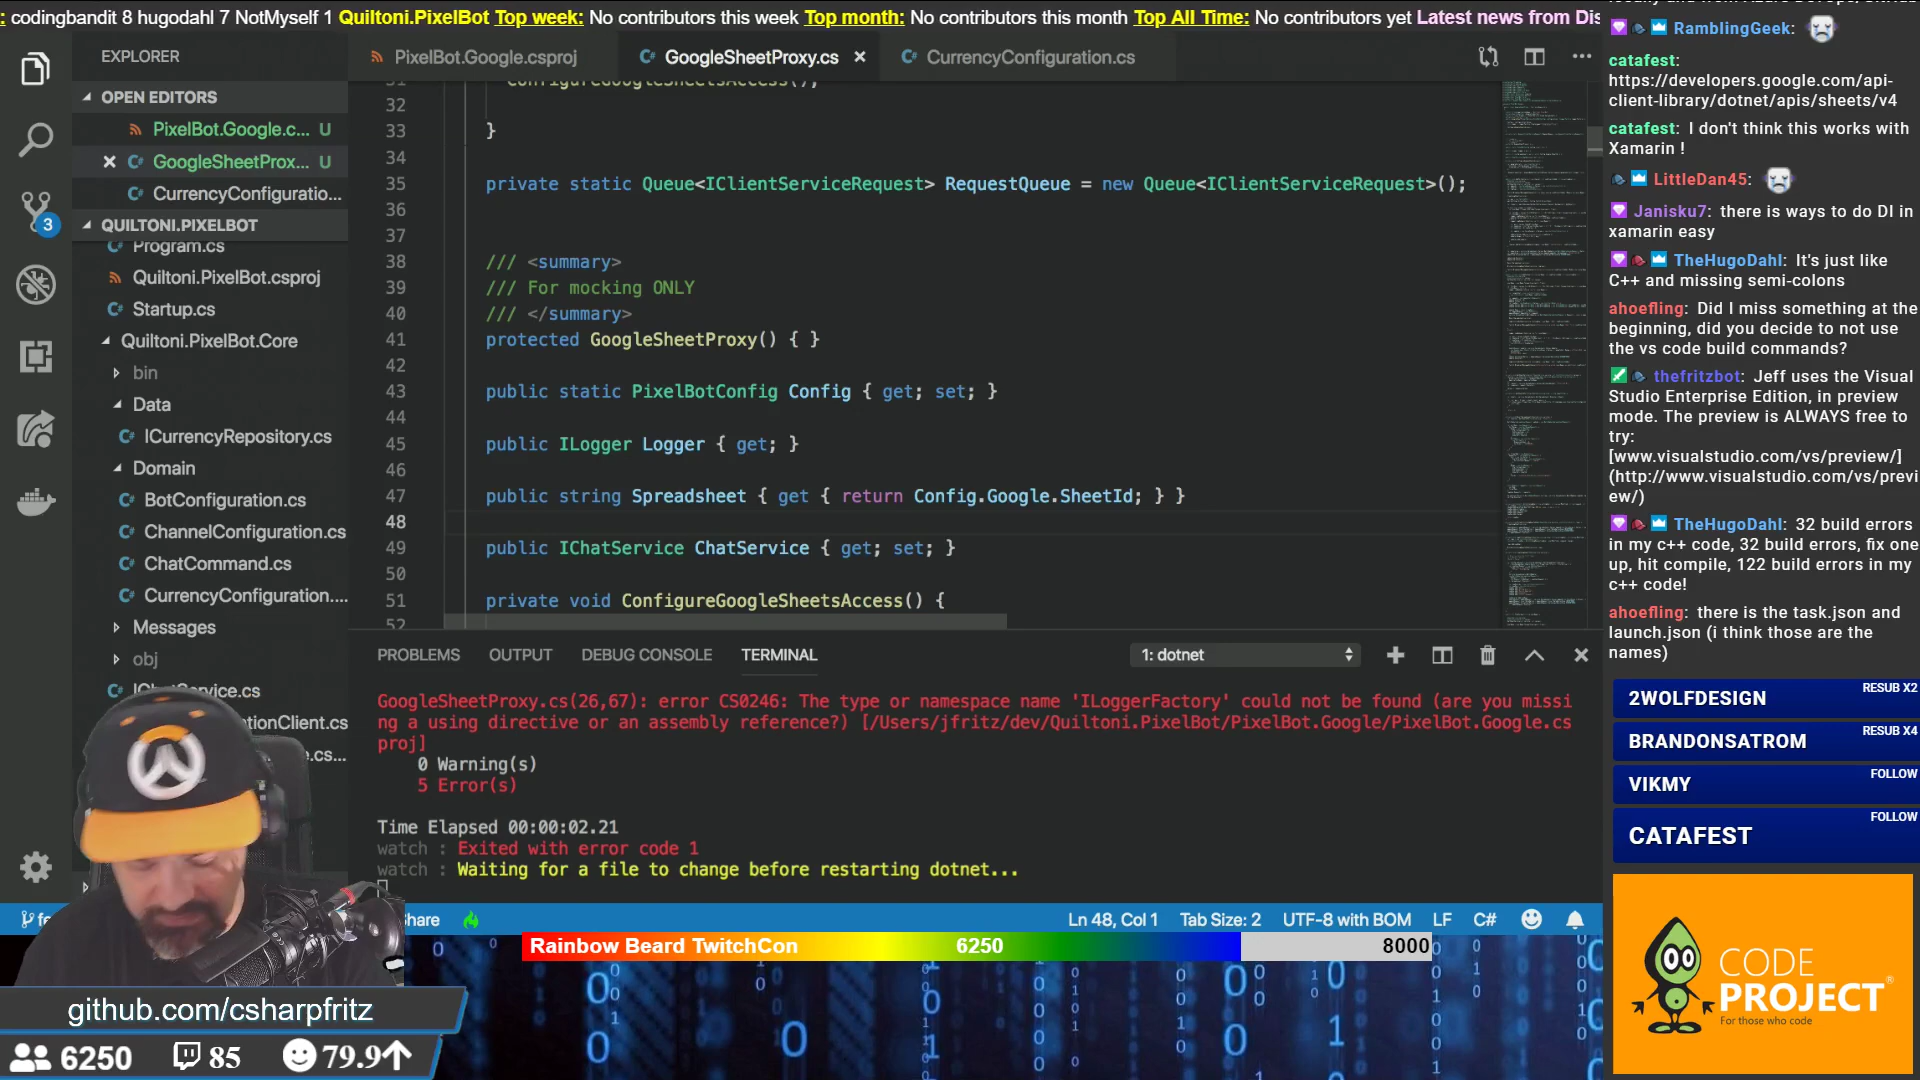 : codingbandit 8 hugodahl 7 NotMyself 1 Quiltoni.PixelBot Top week: No contributors this week Top month: No contributors this month Top All Time: No contributors yet Latest news from Dis
EXPLORER
OPEN EDITORS
PixelBot.Google.c... U
GoogleSheetProx... U
CurrencyConfiguratio...
QUILTONI.PIXELBOT
Program.cs
Quiltoni.PixelBot.csproj
Startup.cs
Quiltoni.PixelBot.Core
bin
Data
ICurrencyRepository.cs
Domain
BotConfiguration.cs
ChannelConfiguration.cs
ChatCommand.cs
CurrencyConfiguration....
Messages
obj
IChatService.cs
tionClient.cs
e.cs...
3
PixelBot.Google.csproj
GoogleSheetProxy.cs
CurrencyConfiguration.cs
31 ConfigureGoogleSheetsAccess();
32
33 }
34
35 private static Queue<IClientServiceRequest> RequestQueue = new Queue<IClientServiceRequest>();
36
37
38 /// <summary>
39 /// For mocking ONLY
40 /// </summary>
41 protected GoogleSheetProxy() { }
42
43 public static PixelBotConfig Config { get; set; }
44
45 public ILogger Logger { get; }
46
47 public string Spreadsheet { get { return Config.Google.SheetId; } }
48
49 public IChatService ChatService { get; set; }
50
51 private void ConfigureGoogleSheetsAccess() {
52
PROBLEMS OUTPUT DEBUG CONSOLE TERMINAL
1: dotnet
GoogleSheetProxy.cs(26,67): error CS0246: The type or namespace name 'ILoggerFactory' could not be found (are you missi
ng a using directive or an assembly reference?) [/Users/jfritz/dev/Quiltoni.PixelBot/PixelBot.Google/PixelBot.Google.cs
proj]
0 Warning(s)
5 Error(s)
Time Elapsed 00:00:02.21
watch : Exited with error code 1
watch : Waiting for a file to change before restarting dotnet...
fe
hare
Ln 48, Col 1 Tab Size: 2 UTF-8 with BOM LF C#
Rainbow Beard TwitchCon 6250 8000
github.com/csharpfritz
6250 85 79.9
RamblingGeek:
catafest:
https://developers.google.com/api-
client-library/dotnet/apis/sheets/v4
catafest: I don't think this works with
Xamarin !
LittleDan45:
Janisku7: there is ways to do DI in
xamarin easy
TheHugoDahl: It's just like
C++ and missing semi-colons
ahoefling: Did I miss something at the
beginning, did you decide to not use
the vs code build commands?
thefritzbot: Jeff uses the Visual
Studio Enterprise Edition, in preview
mode. The preview is ALWAYS free to
try:
[www.visualstudio.com/vs/preview/]
(http://www.visualstudio.com/vs/previ
ew/)
TheHugoDahl: 32 build errors
in my c++ code, 32 build errors, fix one
up, hit compile, 122 build errors in my
c++ code!
ahoefling: there is the task.json and
launch.json (i think those are the
names)
2WOLFDESIGN RESUB X2
BRANDONSATROM RESUB X4
VIKMY FOLLOW
CATAFEST FOLLOW
CODE
PROJECT®
For those who code